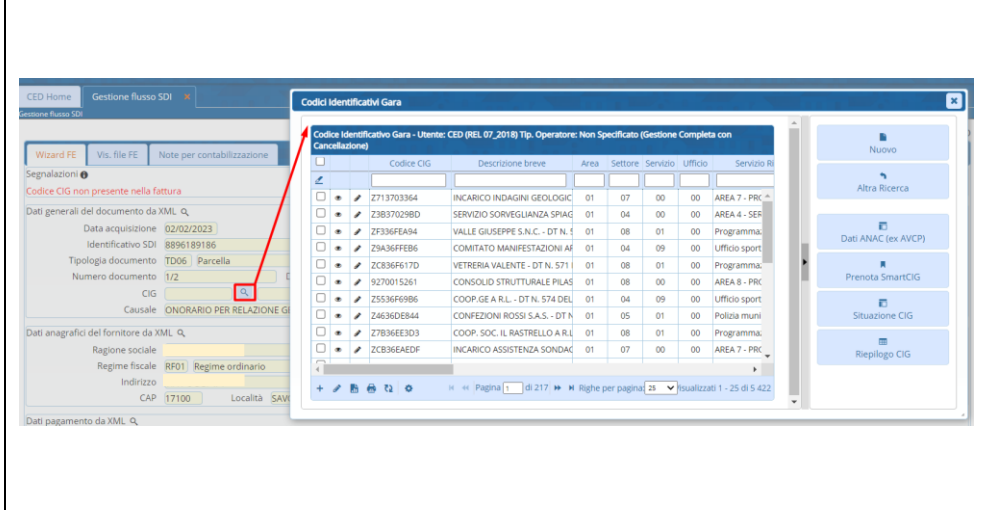 CED Home
Gestione flusso SDI ×
Gestione flusso SDI
Wizard FE
Vis. file FE
Note per contabilizzazione
Segnalazioni
Codice CIG non presente nella fattura
Dati generali del documento da XML
Data acquisizione 02/02/2023
Identificativo SDI 8896189186
Tipologia documento TD06 Parcella
Numero documento 1/2 D
CIG
Causale ONORARIO PER RELAZIONE GE
Dati anagrafici del fornitore da XML
Ragione sociale
Regime fiscale RF01 Regime ordinario
Indirizzo
CAP 17100 Località SAVO
Dati pagamento da XML
Codici Identificativi Gara
Codice Identificativo Gara - Utente: CED (REL 07_2018) Tip. Operatore: Non Specificato (Gestione Completa con
Cancellazione)
Codice CIG Descrizione breve Area Settore Servizio Ufficio Servizio Ri
Z713703364 INCARICO INDAGINI GEOLOGIC 01 07 00 00 AREA 7 - PRO
Z3B37029BD SERVIZIO SORVEGLIANZA SPIAG 01 04 00 00 AREA 4 - SER
ZF336FEA94 VALLE GIUSEPPE S.N.C. - DT N. 5 01 08 01 00 Programma
Z9A36FFEB6 COMITATO MANIFESTAZIONI AF 01 04 09 00 Ufficio sport
ZC836F617D VETRERIA VALENTE - DT N. 571 01 08 01 00 Programma
9270015261 CONSOLID STRUTTURALE PILAS 01 08 00 00 AREA 8 - PRO
Z5536F69B6 COOP.GE A R.L. - DT N. 574 DEL 01 04 09 00 Ufficio sport
Z4636DE844 CONFEZIONI ROSSI S.A.S. - DT N 01 05 01 00 Polizia muni
Z7B36EE3D3 COOP. SOC. IL RASTRELLO A R.L 01 08 01 00 Programma
ZCB36EAEDF INCARICO ASSISTENZA SONDAG 01 07 00 00 AREA 7 - PRO
Pagina 1 di 217 Righe per pagina: 25 Visualizzati 1 - 25 di 5 422
Nuovo
Altra Ricerca
Dati ANAC (ex AVCP)
Prenota SmartCIG
Situazione CIG
Riepilogo CIG